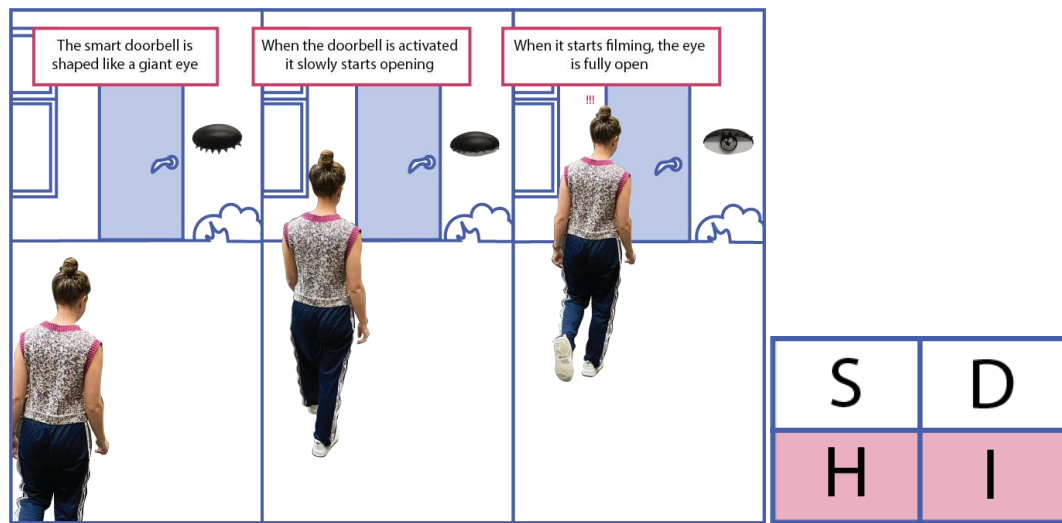 The smart doorbell is
shaped like a giant eye
When the doorbell is activated
it slowly starts opening
When it starts filming, the eye
is fully open
!!!
S D
H I